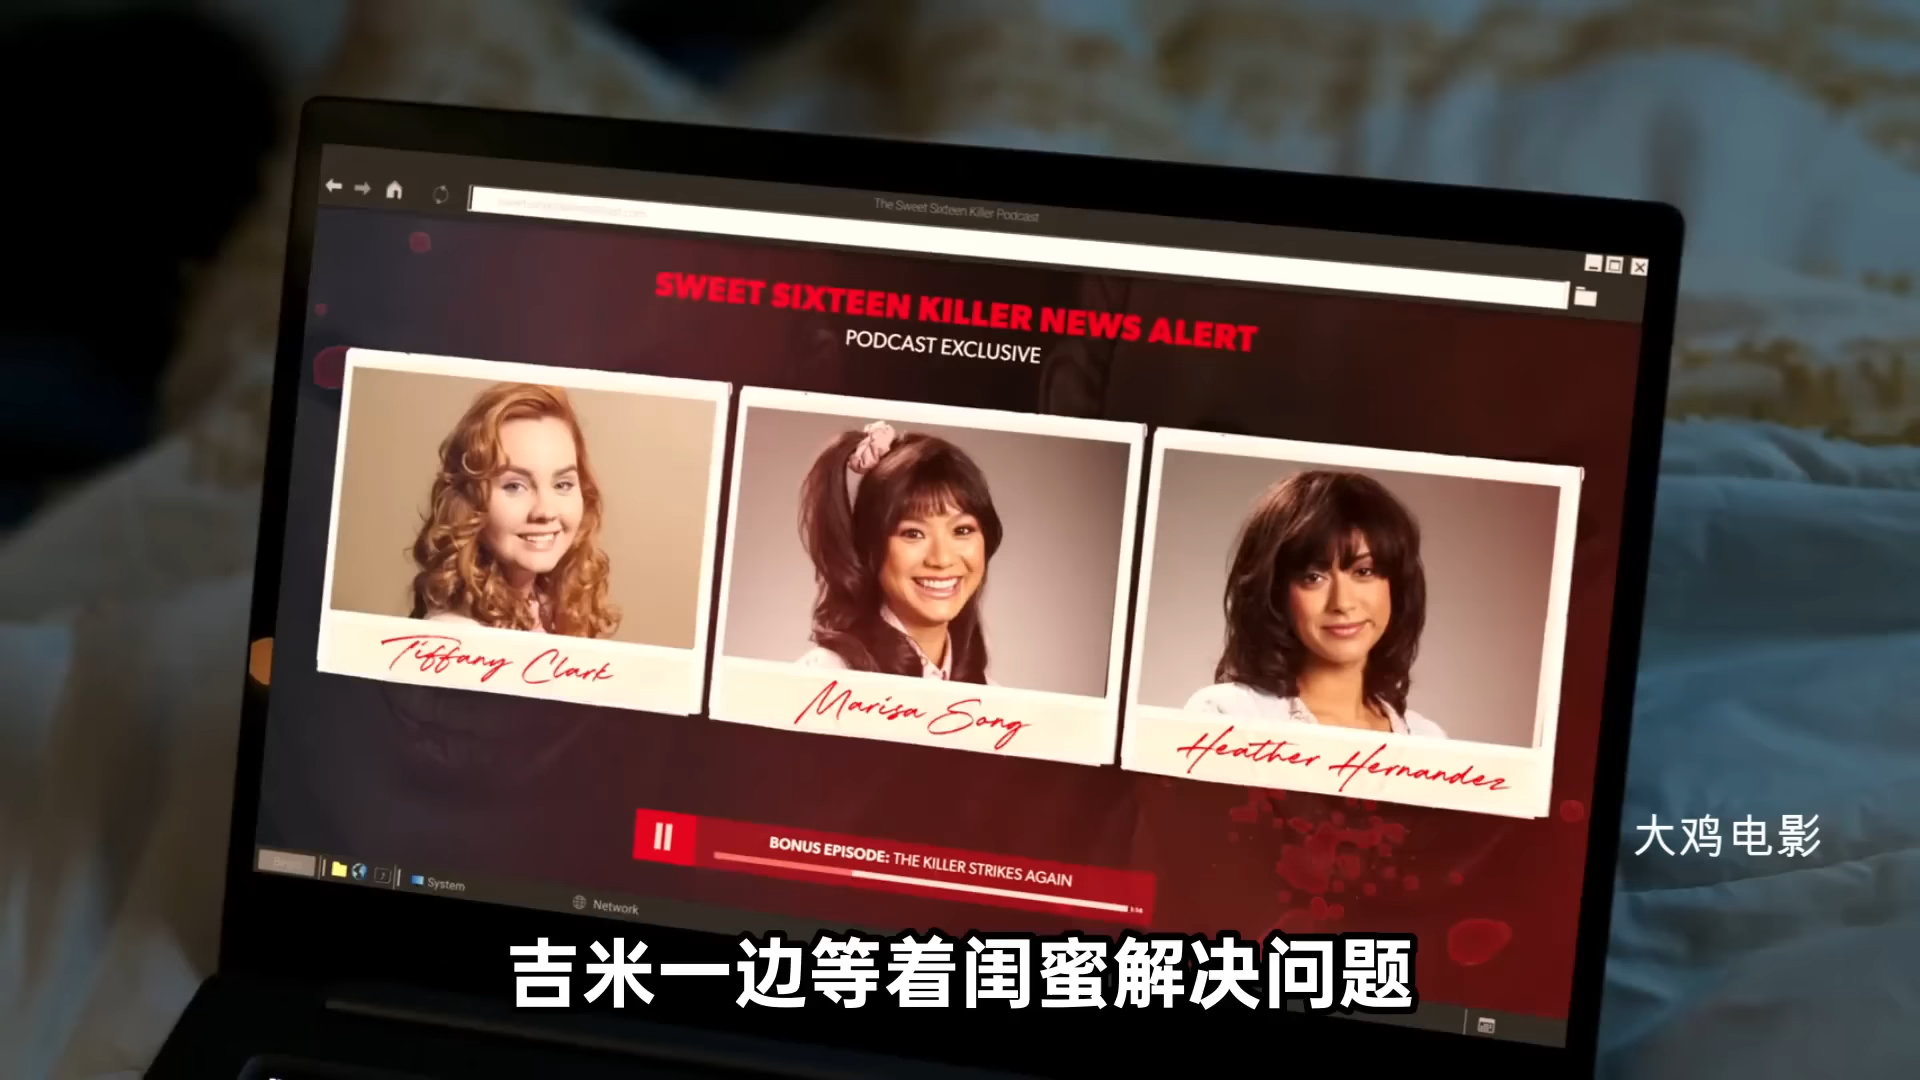 The Sweet Sixteen Killer Podcast
SWEET SIXTEEN KILLER NEWS ALERT
PODCAST EXCLUSIVE
Tiffany Clark
Marisa Song
Heather Hernandez
大鸡电影
BONUS EPISODE: THE KILLER STRIKES AGAIN
System
Network
吉米一边等着闺蜜解决问题